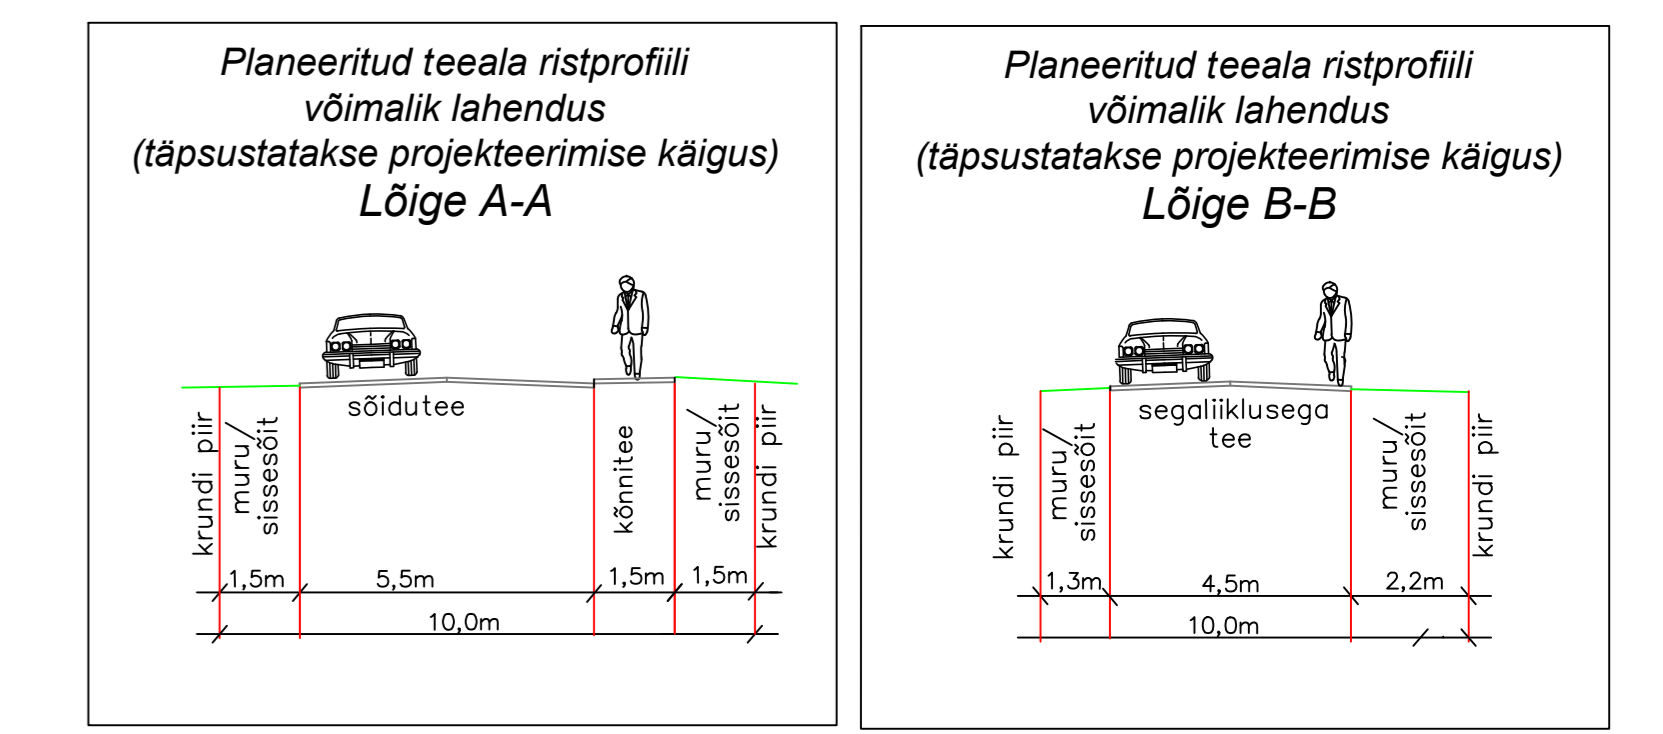 Planeeritud teeala ristprofiili
võimalik lahendus
(täpsustatakse projekteerimise käigus)
Lõige A-A
sõidutee
krundi piir
muru/
sissesõit
kõnnitee
muru/
sissesõit
krundi piir
1,5m
5,5m
1,5m
1,5m
10,0m
Planeeritud teeala ristprofiili
võimalik lahendus
(täpsustatakse projekteerimise käigus)
Lõige B-B
segaliiklusega
tee
krundi piir
muru/
sissesõit
muru/
sissesõit
krundi piir
1,3m
4,5m
2,2m
10,0m